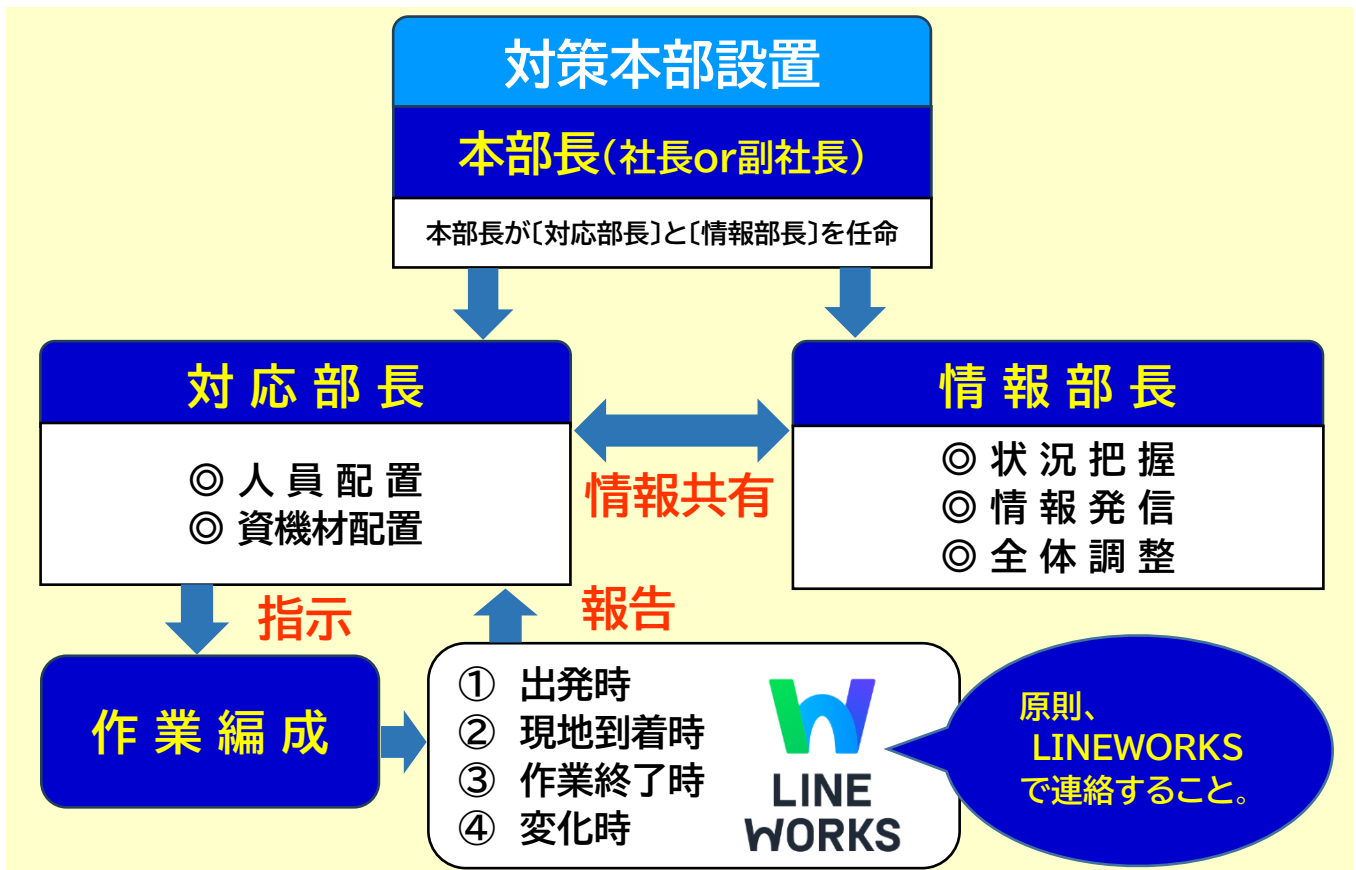 対策本部設置
本部長(社長or副社長)
本部長が〔対応部長〕と〔情報部長〕を任命
対応部長
◎人員配置
◎資機材配置
情報共有
情報部長
◎状況把握
◎情報発信
◎全体調整
指示
報告
作業編成
① 出発時
② 現地到着時
③ 作業終了時
④ 変化時
LINE
WORKS
原則、
LINEWORKS
で連絡すること。